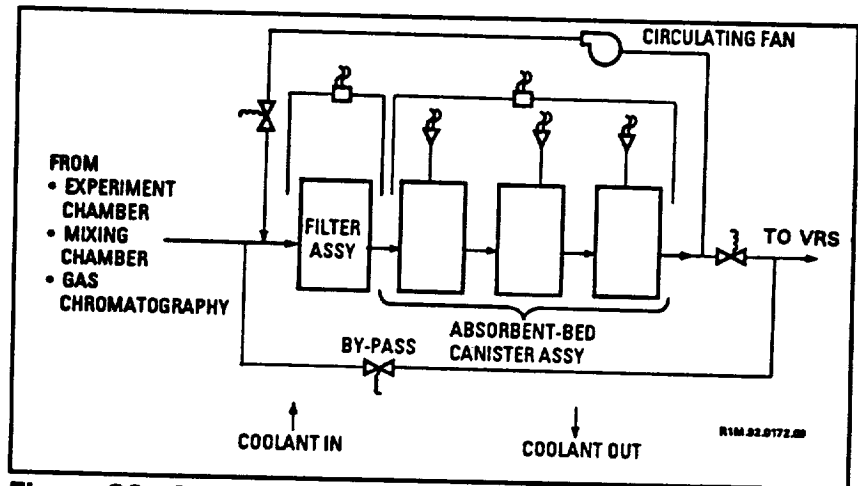 CIRCULATING FAN
FROM
• EXPERIMENT
CHAMBER
• MIXING
CHAMBER
• GAS
CHROMATOGRAPHY
FILTER
ASSY
TO VRS
ABSORBENT-BED
CANISTER ASSY
BY-PASS
COOLANT IN
COOLANT OUT